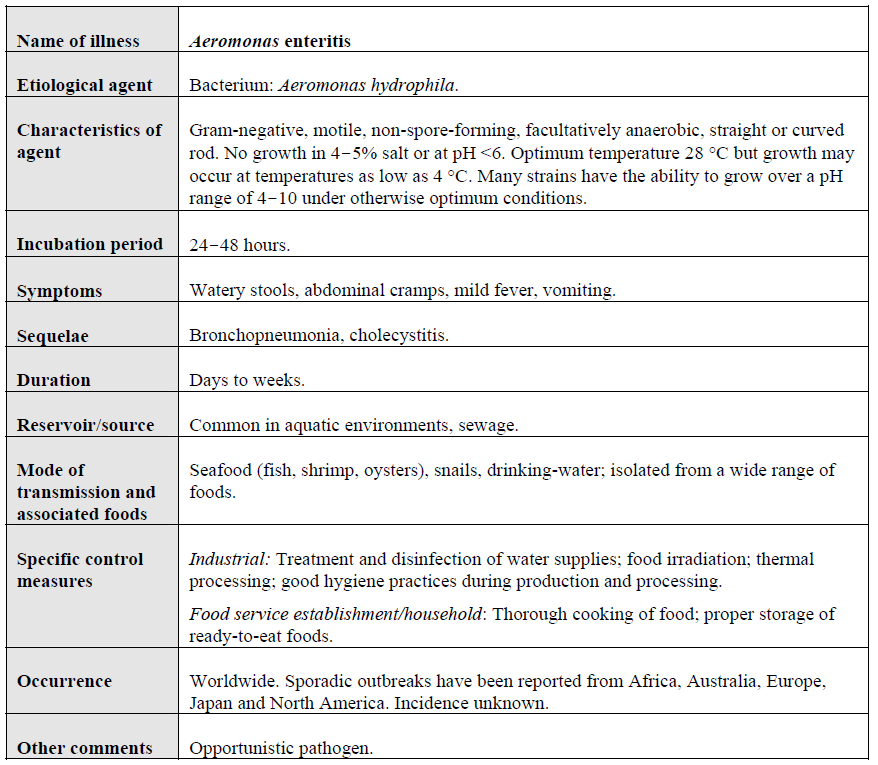 Name of illness Aeromonas enteritis
Etiological agent Bacterium: Aeromonas hydrophila.
Characteristics of
agent
Gram-negative, motile, non-spore-forming, facultatively anaerobic, straight or curved
rod. No growth in 4–5% salt or at pH <6. Optimum temperature 28 °C but growth may
occur at temperatures as low as 4 °C. Many strains have the ability to grow over a pH
range of 4–10 under otherwise optimum conditions.
Incubation period 24–48 hours.
Symptoms Watery stools, abdominal cramps, mild fever, vomiting.
Sequelae Bronchopneumonia, cholecystitis.
Duration Days to weeks.
Reservoir/source Common in aquatic environments, sewage.
Mode of
transmission and
associated foods
Seafood (fish, shrimp, oysters), snails, drinking-water; isolated from a wide range of
foods.
Specific control
measures
Industrial: Treatment and disinfection of water supplies; food irradiation; thermal
processing; good hygiene practices during production and processing.
Food service establishment/household: Thorough cooking of food; proper storage of
ready-to-eat foods.
Occurrence Worldwide. Sporadic outbreaks have been reported from Africa, Australia, Europe,
Japan and North America. Incidence unknown.
Other comments Opportunistic pathogen.